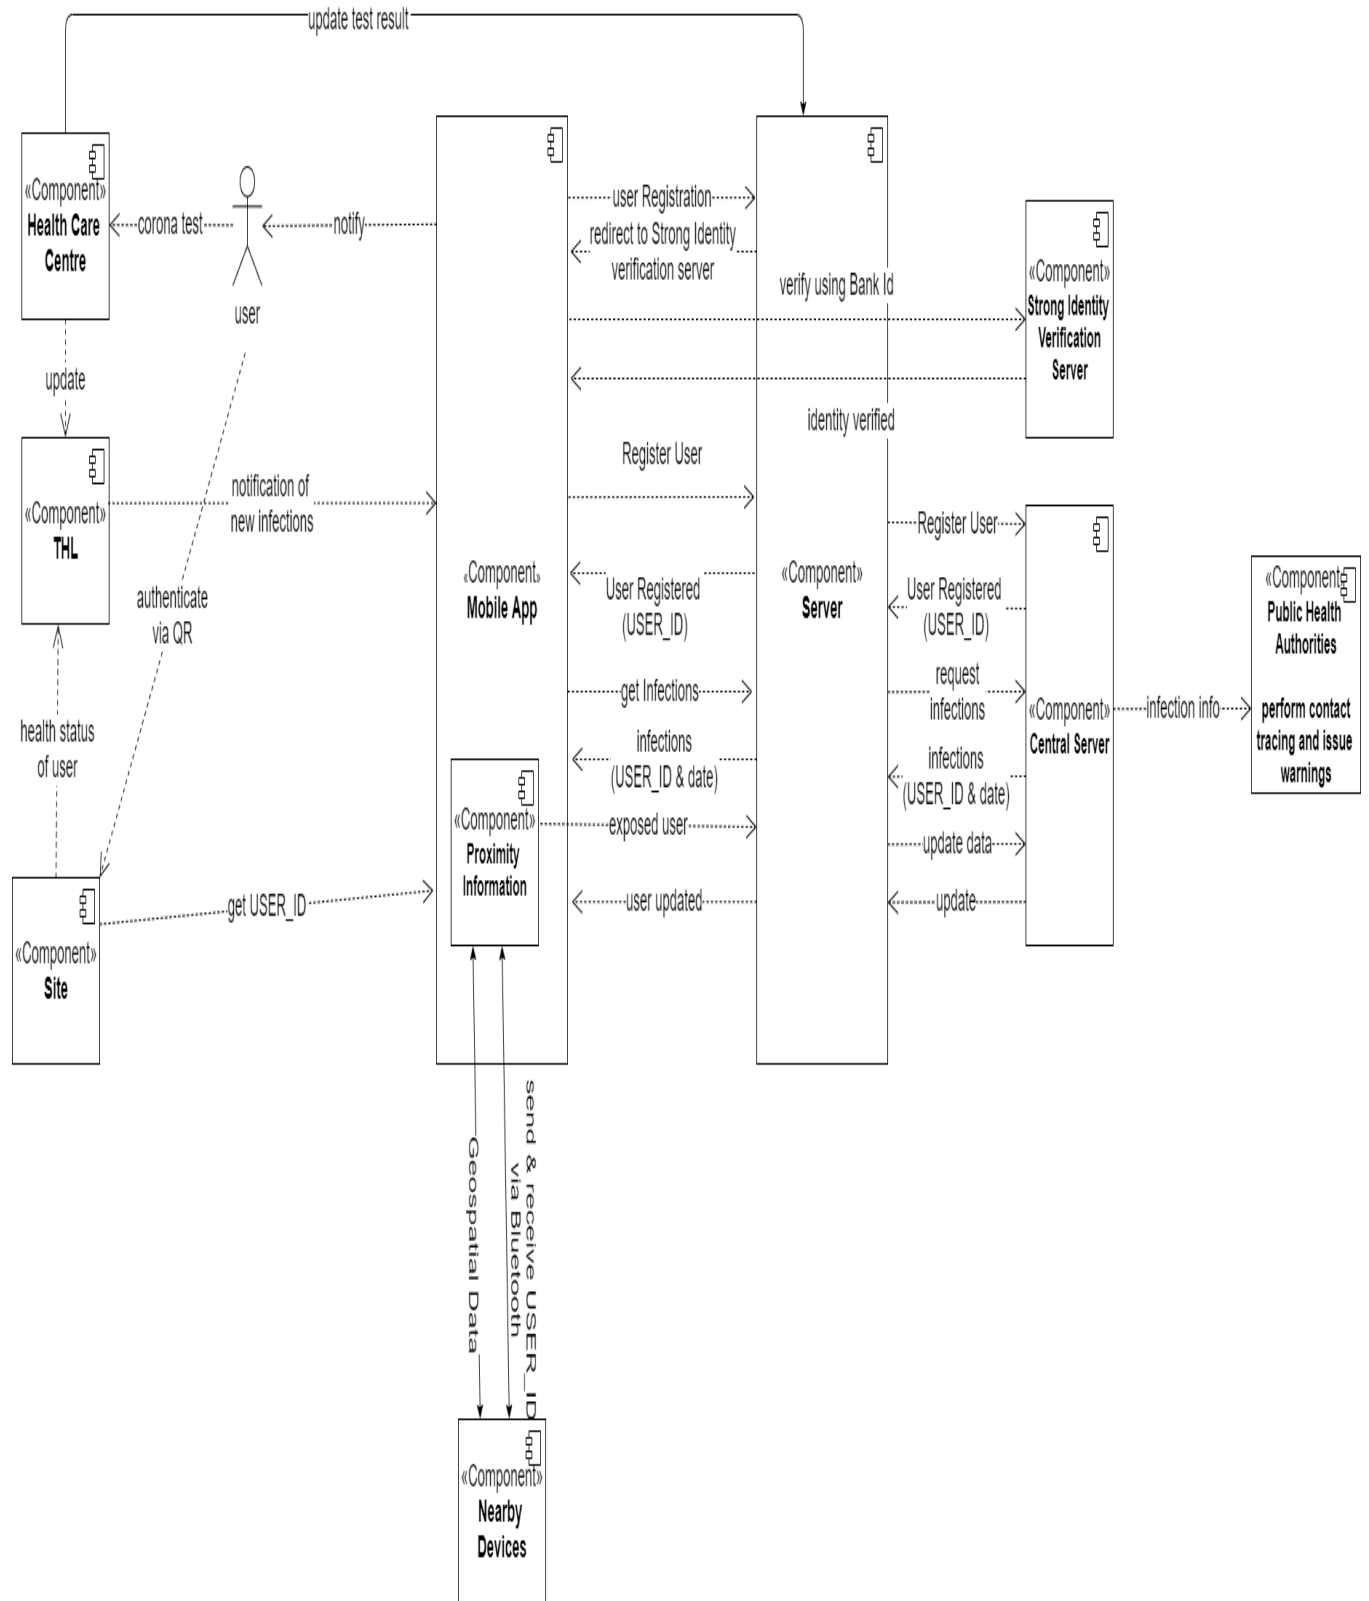 update test result
«Component»
Health Care
Centre
corona test
notify
user
user Registration
redirect to Strong Identity
verification server
verify using Bank Id
«Component»
Strong Identity
Verification
Server
update
identity verified
Register User
«Component»
THL
notification of
new infections
authenticate
via QR
«Component»
Mobile App
«Component»
Server
Register User
User Registered
(USER_ID)
User Registered
(USER_ID)
«Component»
Public Health
Authorities
perform contact
tracing and issue
warnings
get Infections
request
infections
«Component»
Central Server
infection info
health status
of user
infections
(USER_ID & date)
infections
(USER_ID & date)
«Component»
Proximity
Information
exposed user
update data
get USER_ID
user updated
update
«Component»
Site
send & receive USER_ID
via Bluetooth
Geospatial Data
«Component»
Nearby
Devices